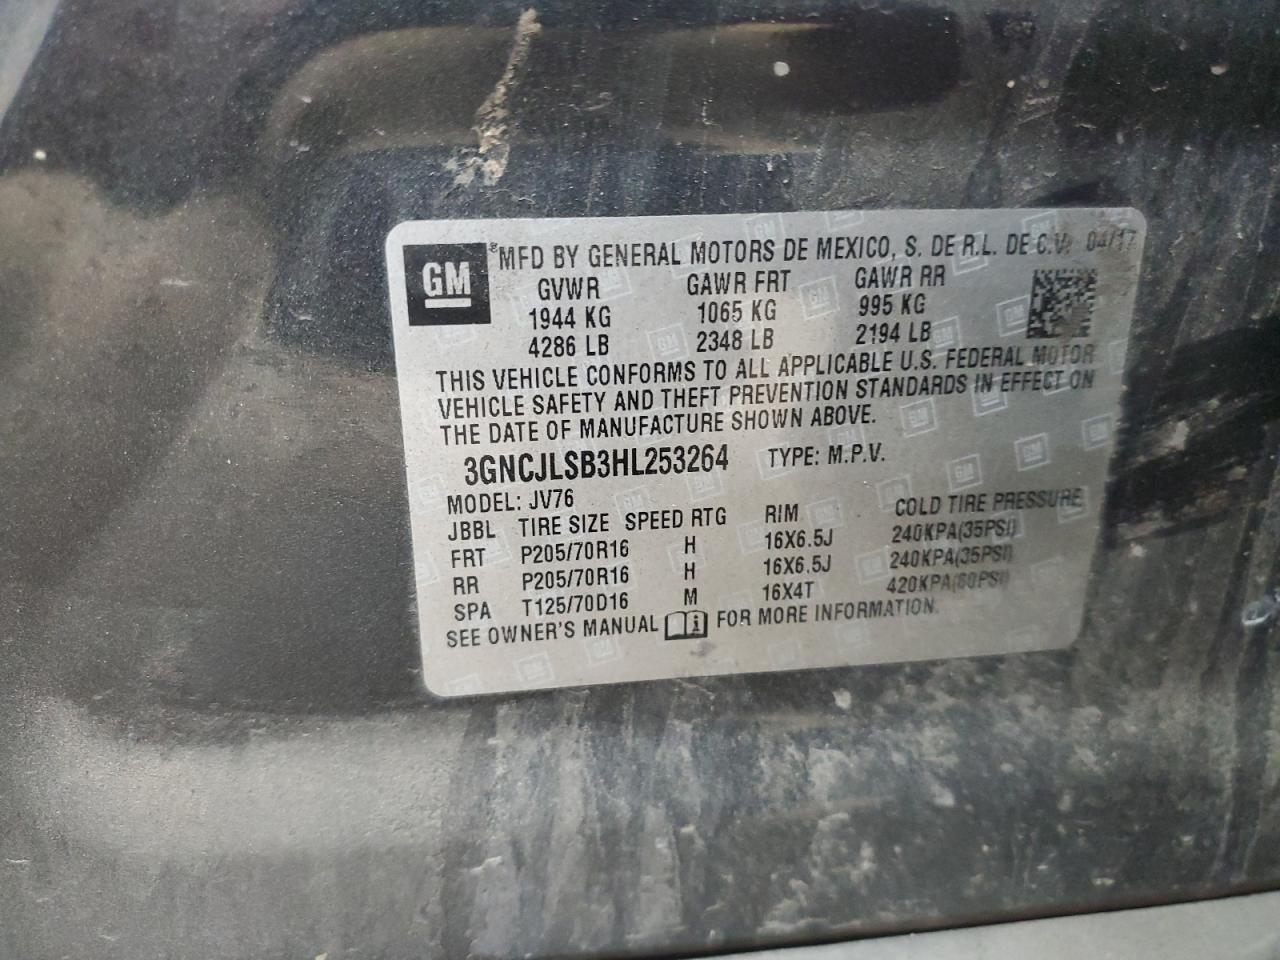 GM ® MFD BY GENERAL MOTORS DE MEXICO, S. DE R.L. DE C.V. 04/17
GVWR GAWR FRT GAWR RR
1944 KG 1065 KG 995 KG
4286 LB 2348 LB 2194 LB
THIS VEHICLE CONFORMS TO ALL APPLICABLE U.S. FEDERAL MOTOR
VEHICLE SAFETY AND THEFT PREVENTION STANDARDS IN EFFECT ON
THE DATE OF MANUFACTURE SHOWN ABOVE.
3GNCJLSB3HL253264 TYPE: M.P.V.
MODEL: JV76
JBBL TIRE SIZE SPEED RTG RIM COLD TIRE PRESSURE
FRT P205/70R16 H 16X6.5J 240KPA(35PSI)
RR P205/70R16 H 16X6.5J 240KPA(35PSI)
SPA T125/70D16 M 16X4T 420KPA(60PSI)
SEE OWNER'S MANUAL FOR MORE INFORMATION.